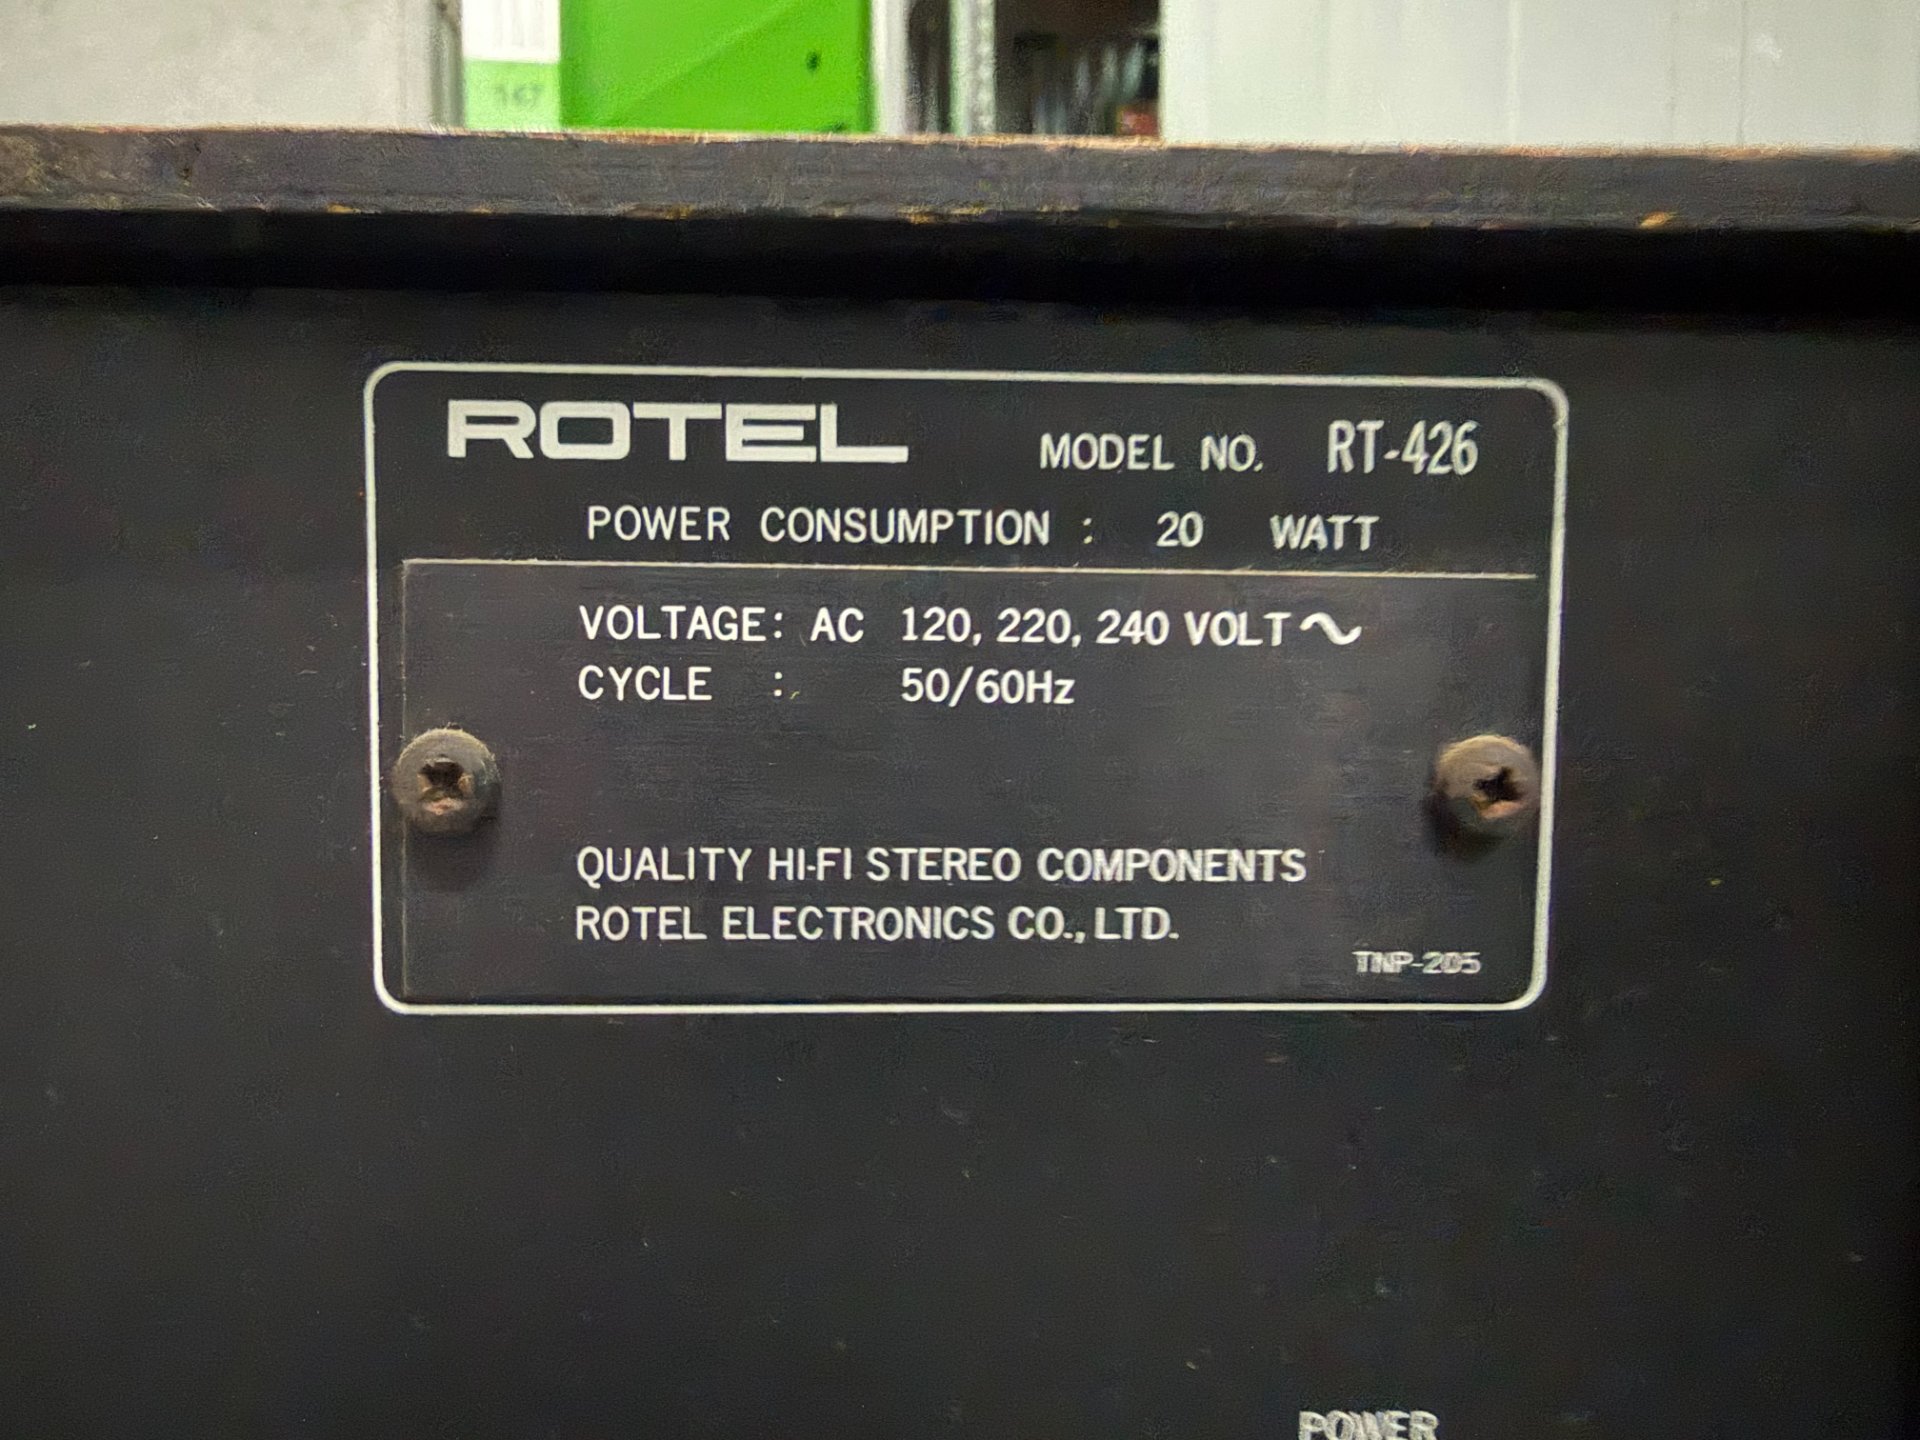 ROTEL MODEL NO. RT-426
POWER CONSUMPTION : 20 WATT
VOLTAGE: AC 120, 220, 240 VOLT ~
CYCLE : 50/60Hz
QUALITY HI-FI STEREO COMPONENTS
ROTEL ELECTRONICS CO., LTD.
TNP-205
POWER